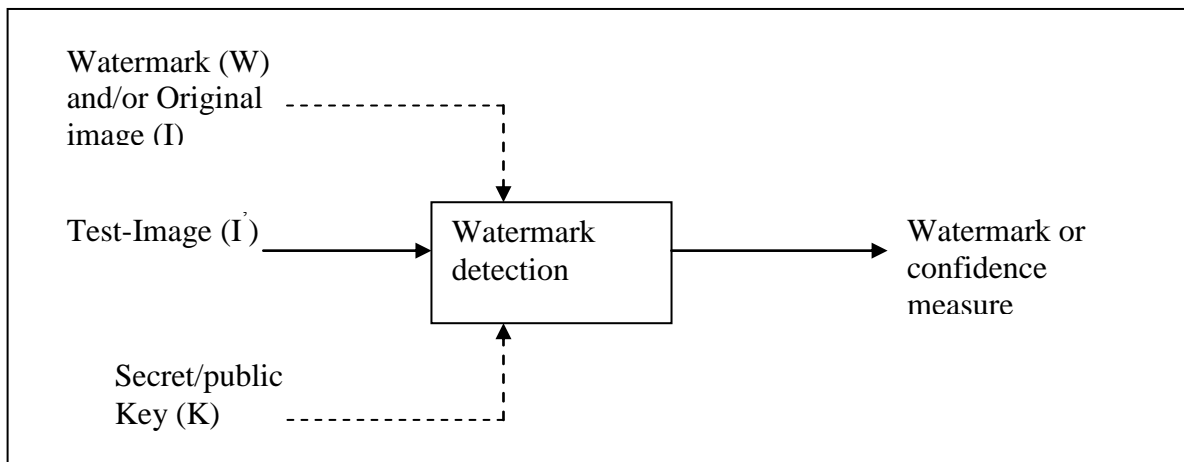 Watermark (W)
and/or Original
image (I)
Test-Image (I’)
Watermark
detection
Watermark or
confidence
measure
Secret/public
Key (K)